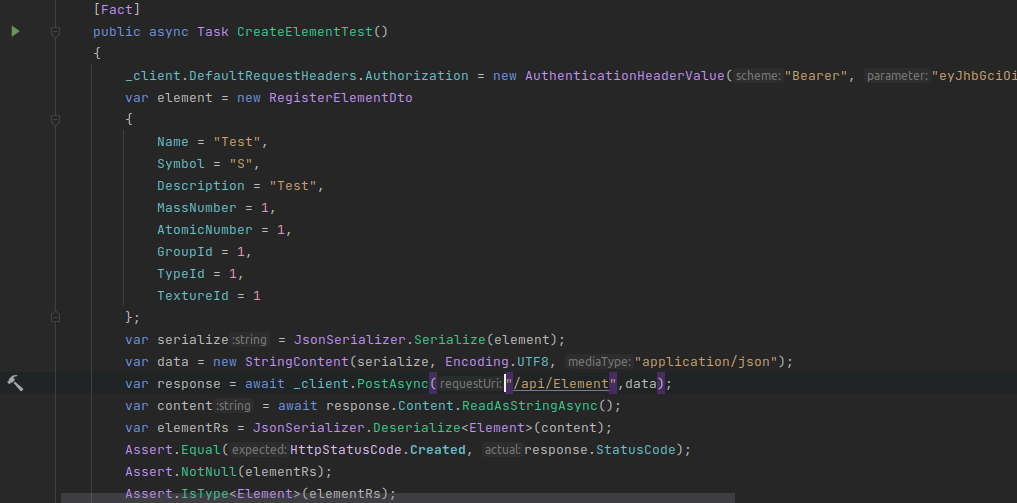 [Fact]
public async Task CreateElementTest()
{
_client.DefaultRequestHeaders.Authorization = new AuthenticationHeaderValue( scheme: "Bearer", parameter: "eyJhbGciOi
var element = new RegisterElementDto
{
Name = "Test",
Symbol = "S",
Description = "Test",
MassNumber = 1,
AtomicNumber = 1,
GroupId = 1,
TypeId = 1,
TextureId = 1
};
var serialize :string = JsonSerializer.Serialize(element);
var data = new StringContent(serialize, Encoding.UTF8, mediaType: "application/json");
var response = await _client.PostAsync( requestUri: "/api/Element",data);
var content :string = await response.Content.ReadAsStringAsync();
var elementRs = JsonSerializer.Deserialize<Element>(content);
Assert.Equal( expected: HttpStatusCode.Created, actual: response.StatusCode);
Assert.NotNull(elementRs);
Assert.IsType<Element>(elementRs);